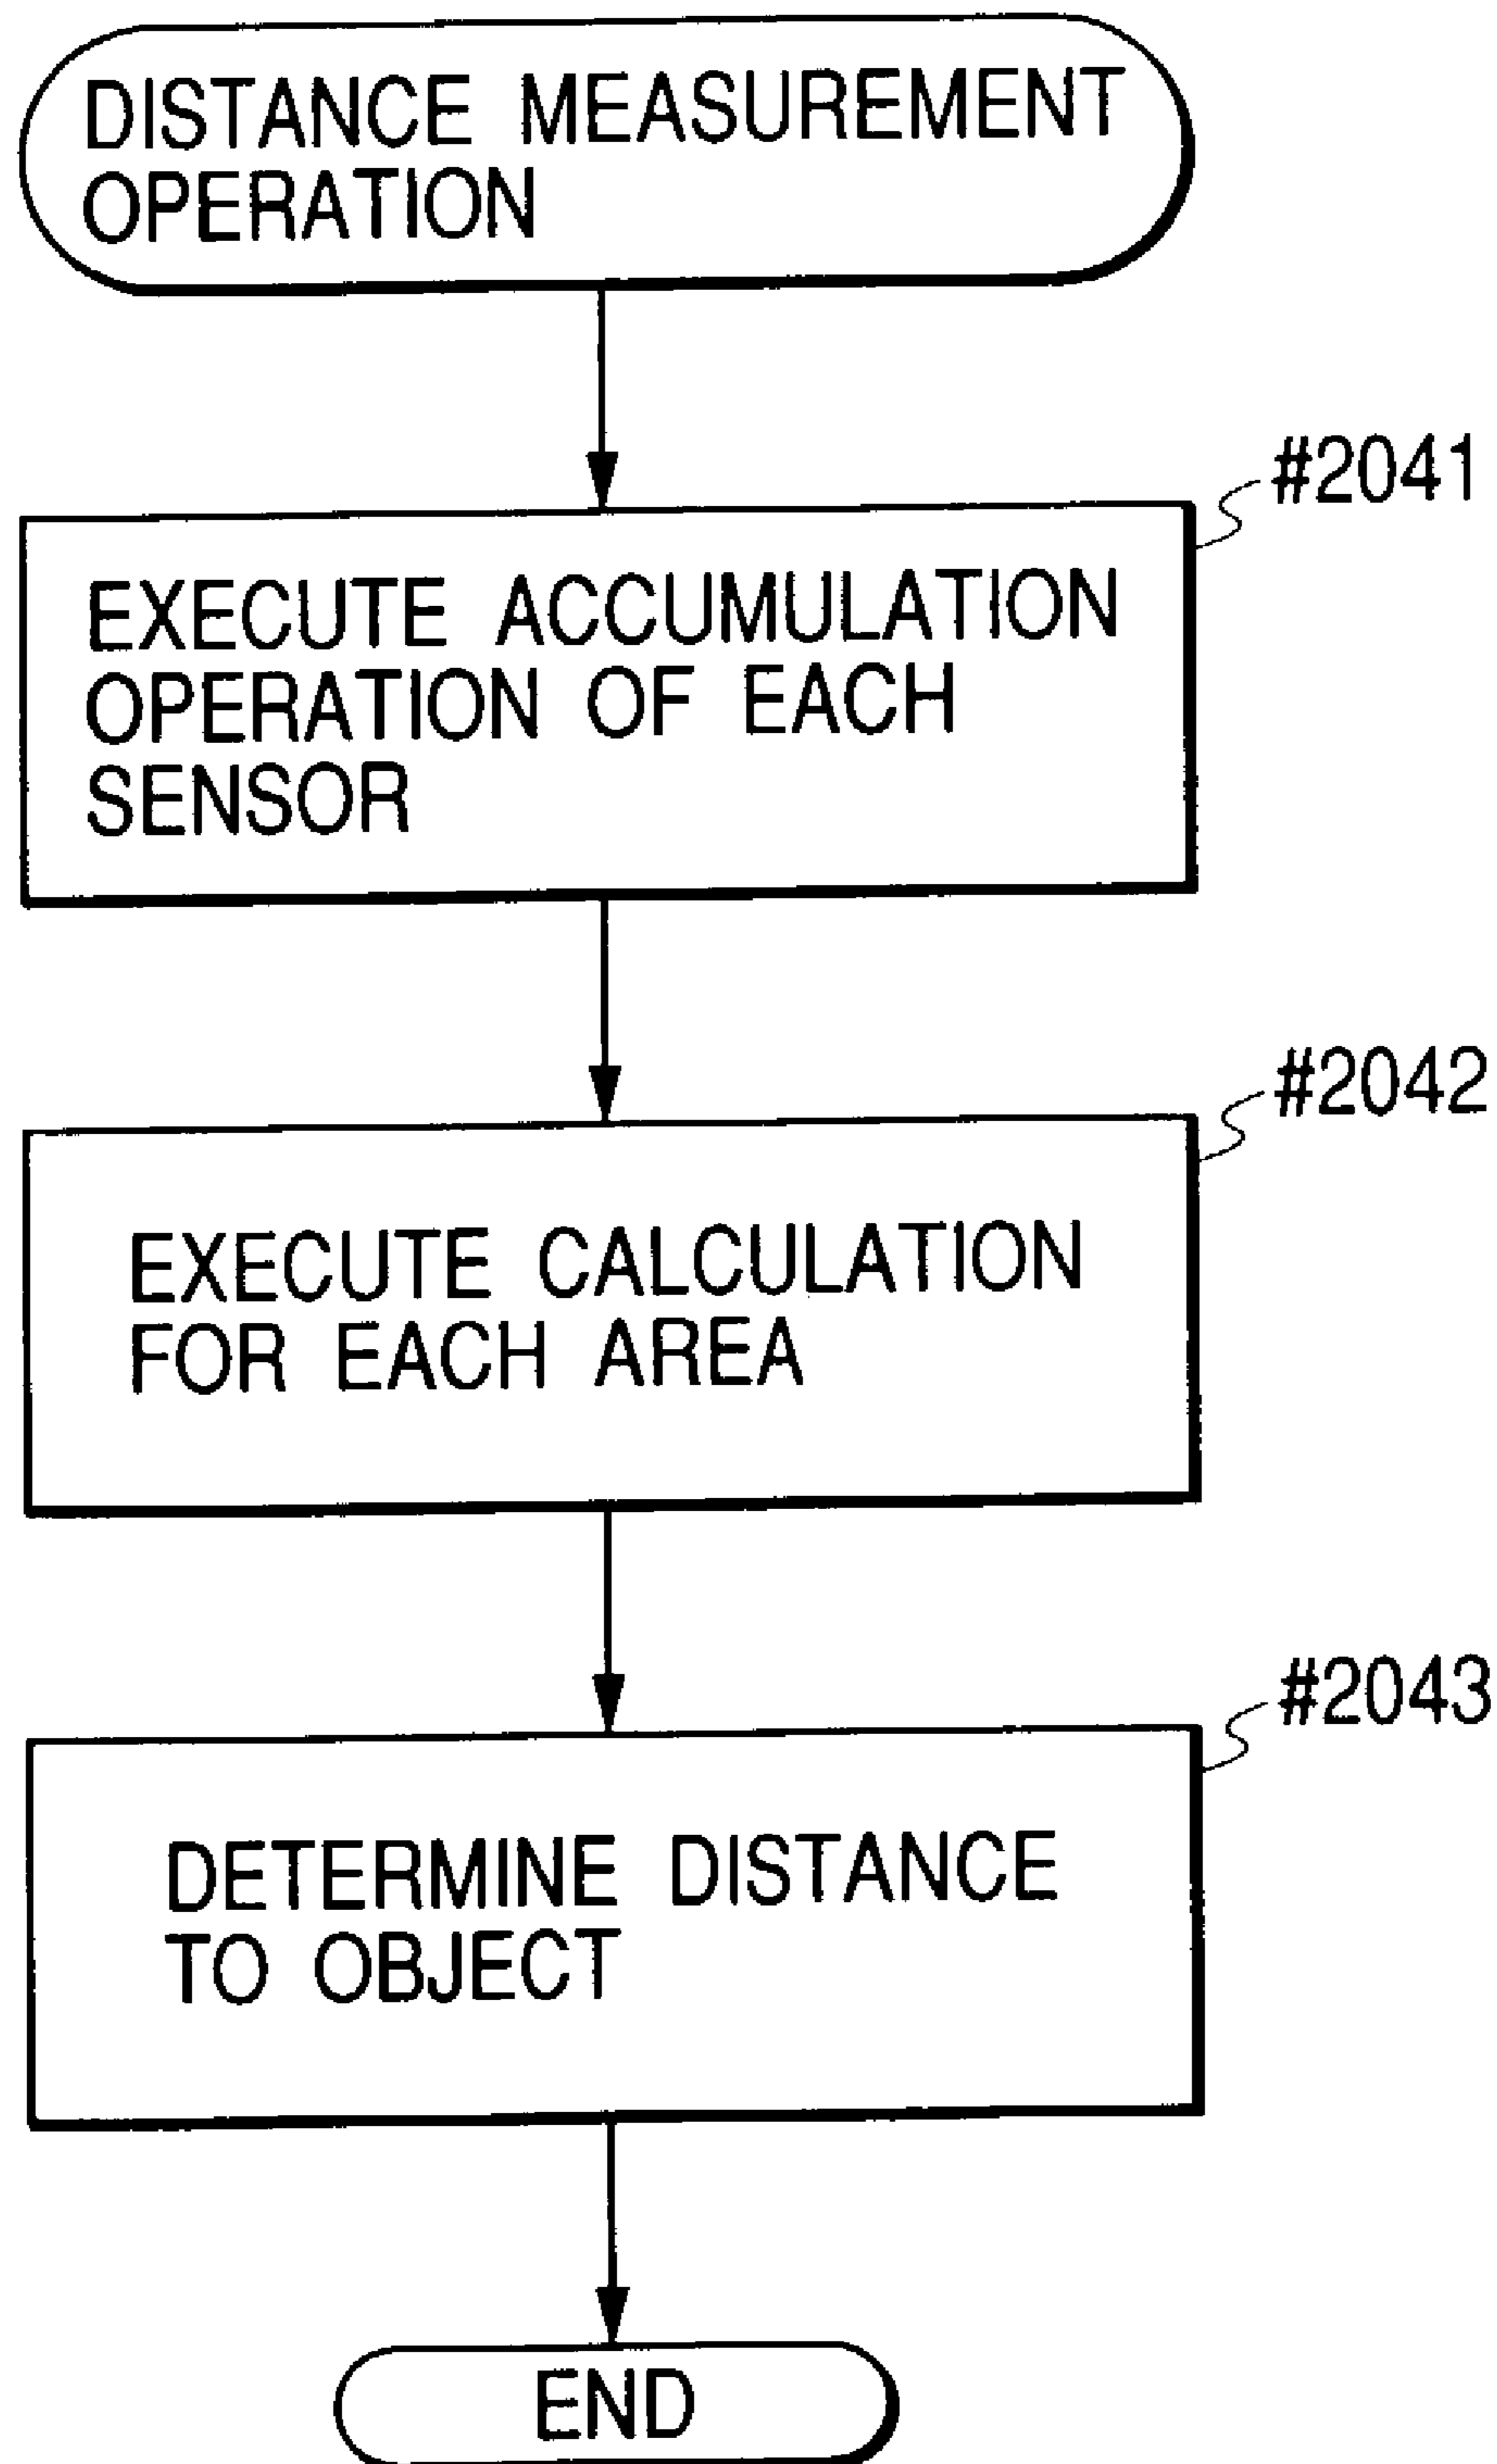 DISTANCE MEASUREMENT
OPERATION
#2041
EXECUTE ACCUMULATION
OPERATION OF EACH
SENSOR
#2042
EXECUTE CALCULATION
FOR EACH AREA
#2043
DETERMINE DISTANCE
TO OBJECT
END